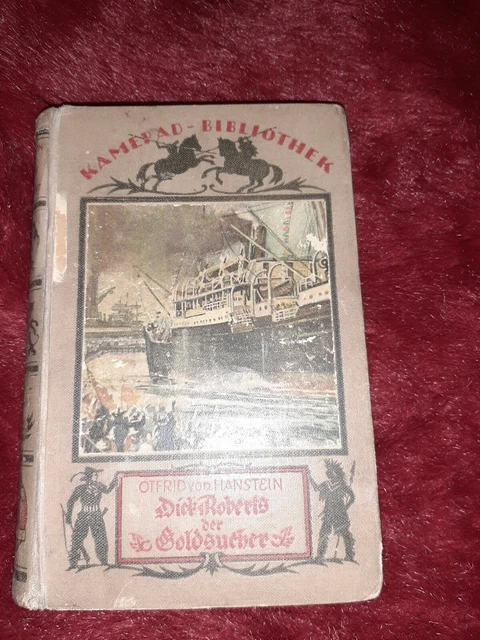 KAMERAD-BIBLIOTHEK
OTFRID von HANSTEIN
Dick Roberts
der
Goldsucher